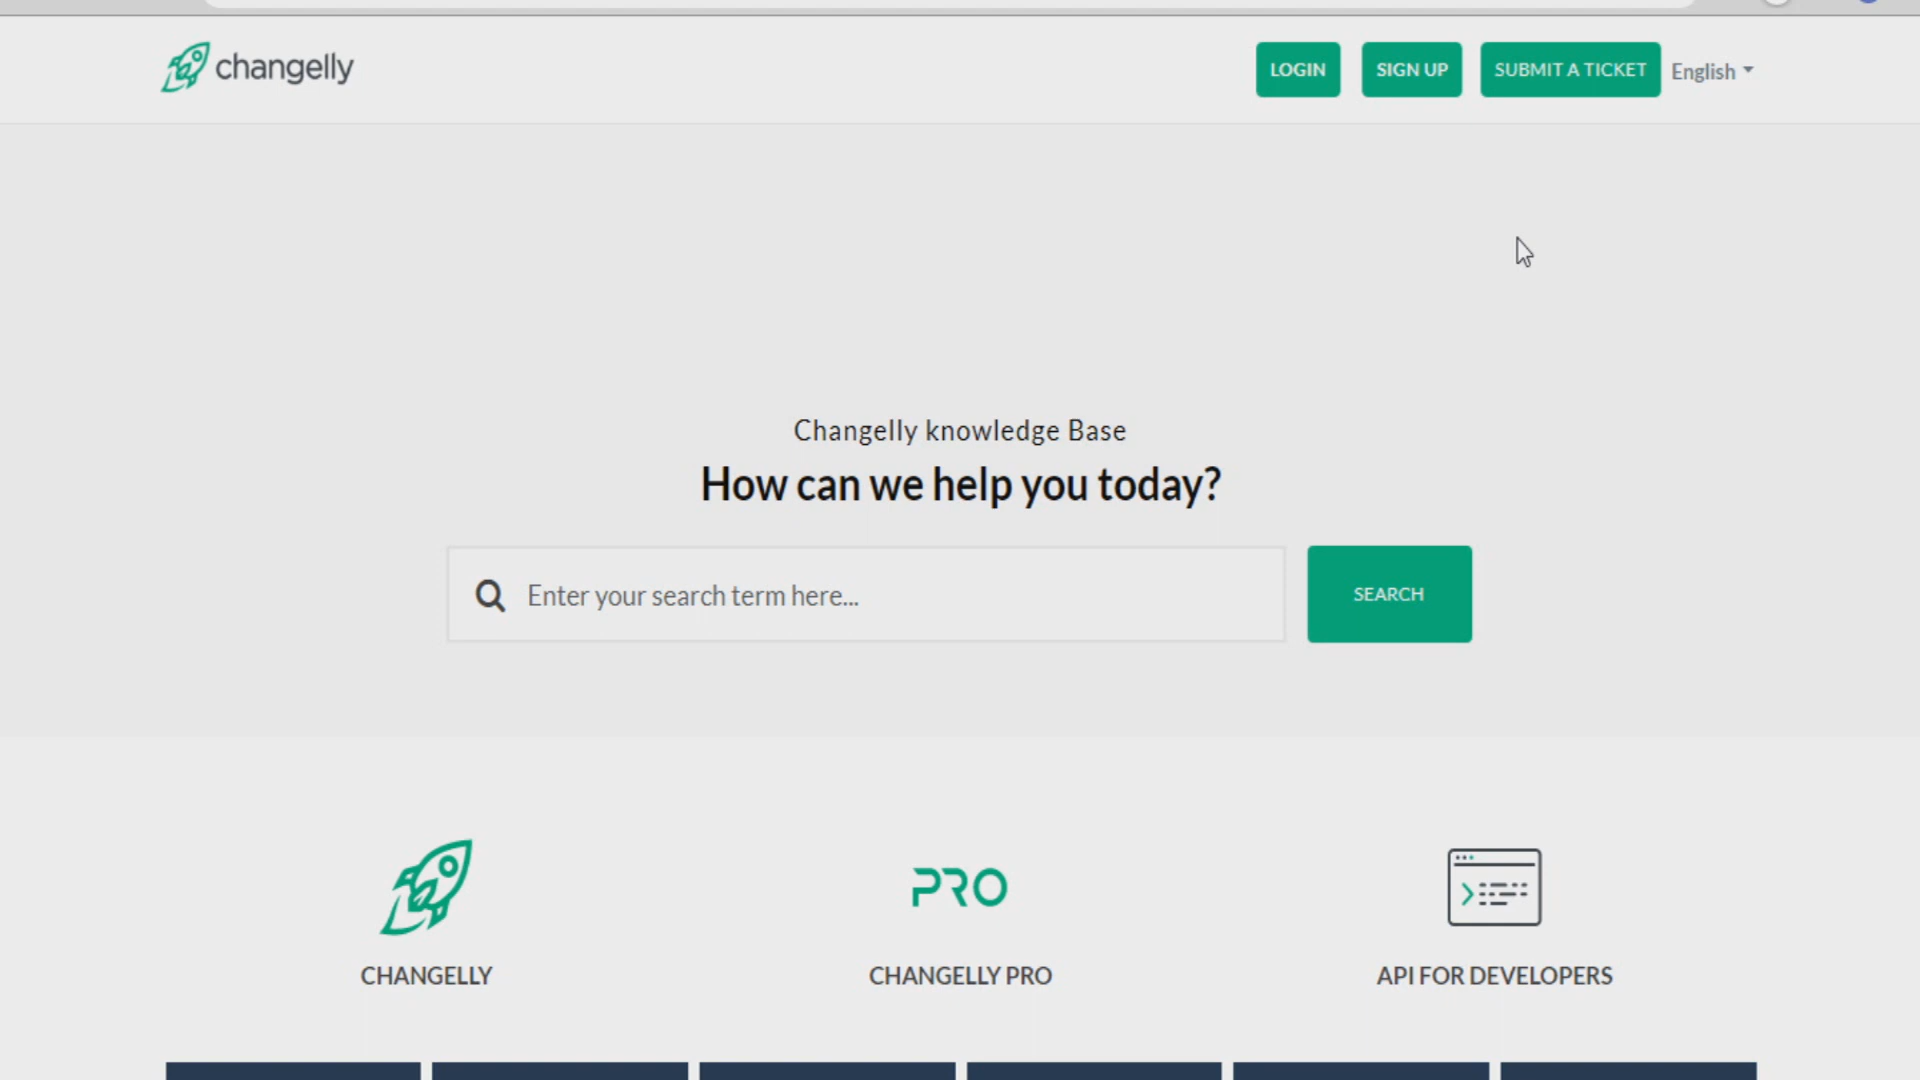 changelly
LOGIN
SIGN UP
SUBMIT A TICKET
English
Changelly knowledge Base
How can we help you today?
Enter your search term here...
SEARCH
PRO
CHANGELLY
CHANGELLY PRO
API FOR DEVELOPERS